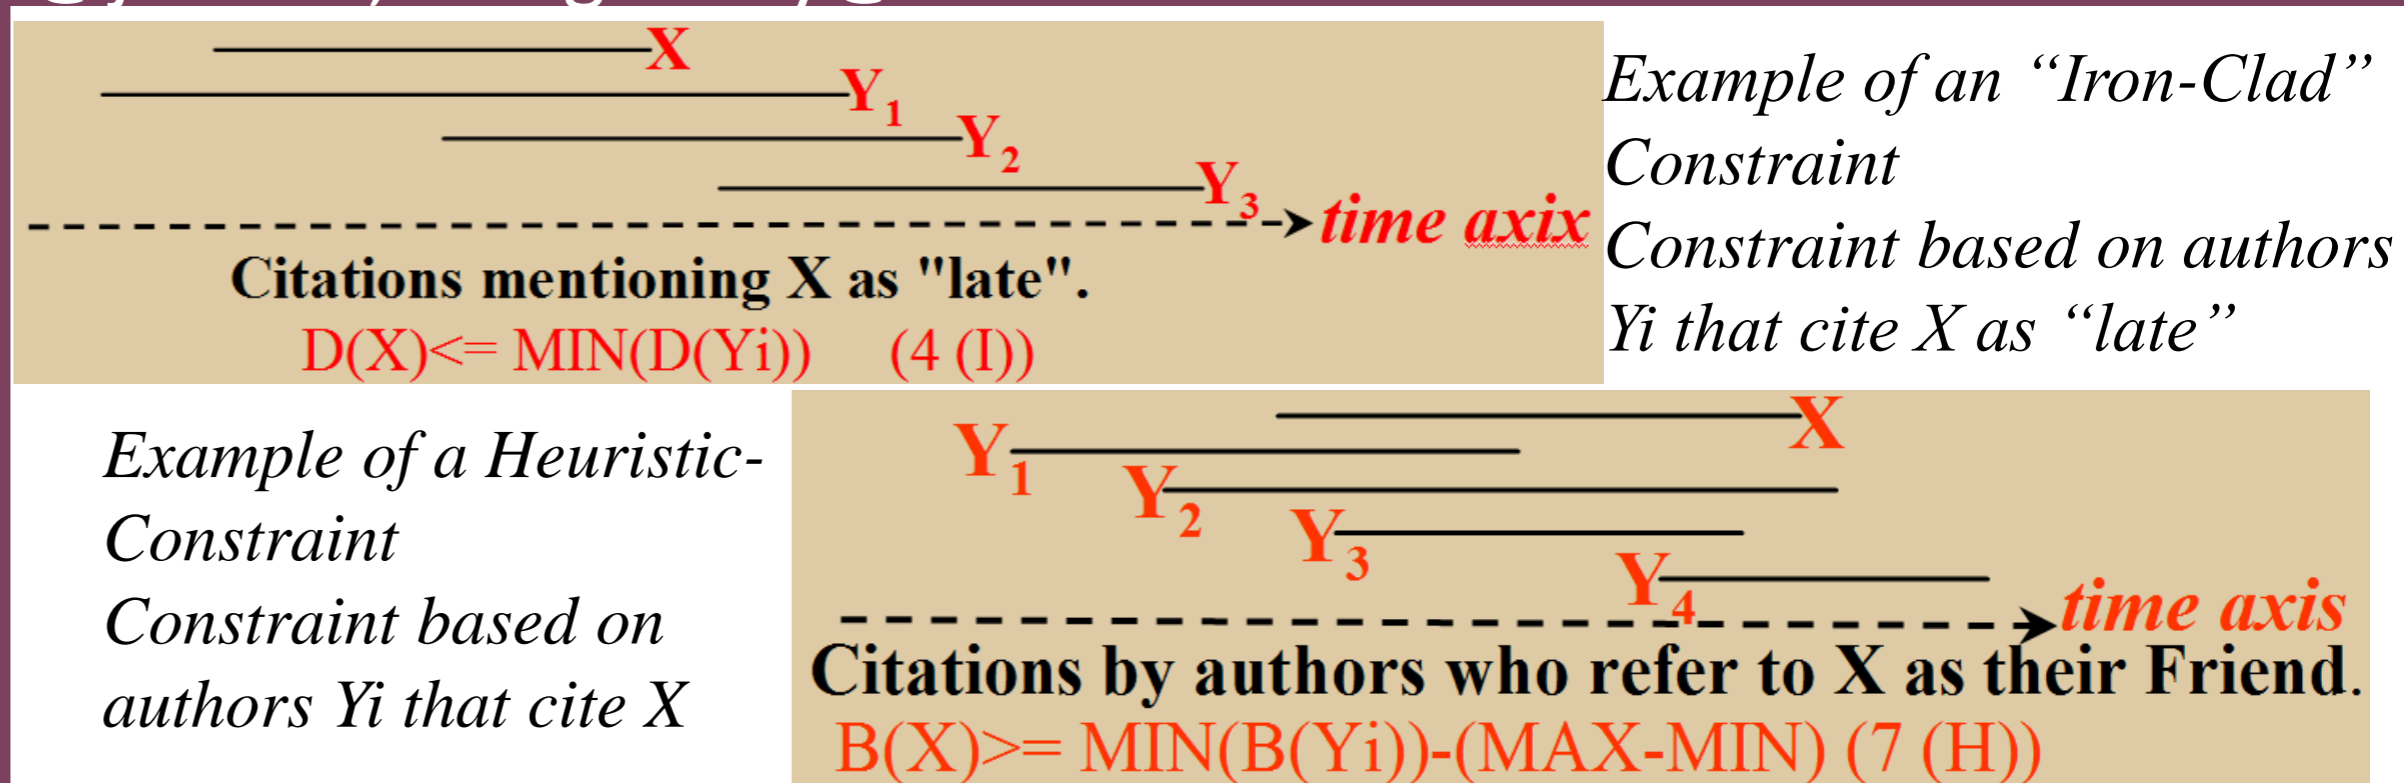 X
Y1
Y2
Y3
time axix
Citations mentioning X as "late".
D(X)<= MIN(D(Yi)) (4 (I))
Example of an “Iron-Clad”
Constraint
Constraint based on authors
Yi that cite X as “late”
Example of a Heuristic-
Constraint
Constraint based on
authors Yi that cite X
X
Y1
Y2
Y3
Y4
time axis
Citations by authors who refer to X as their Friend.
B(X)>= MIN(B(Yi))-(MAX-MIN) (7 (H))